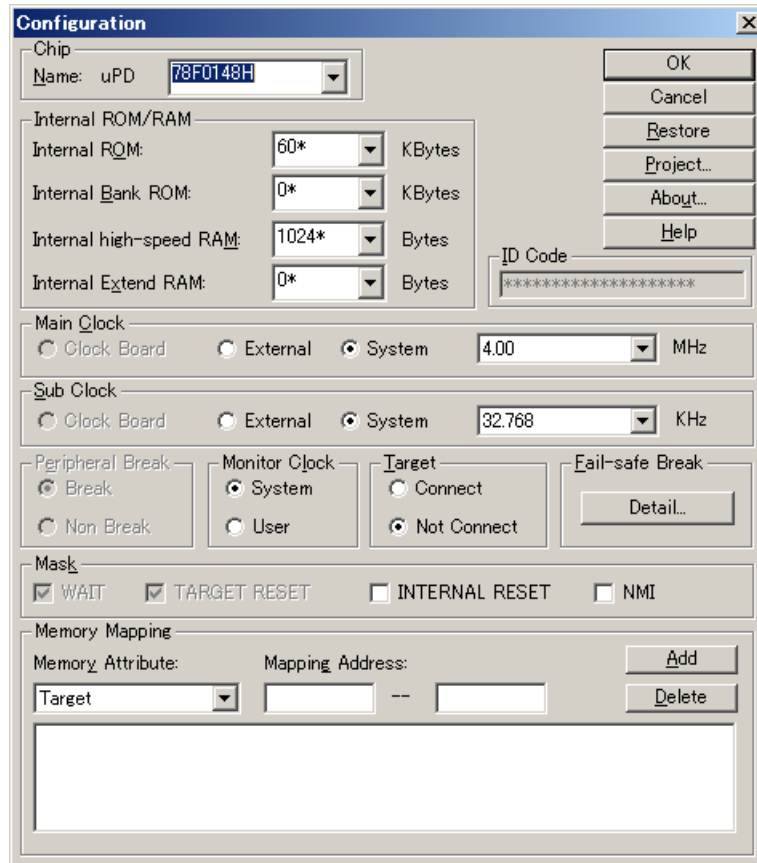 Configuration
Chip
Name: uPD 78F0148H
OK
Cancel
Restore
Project...
About...
Help
Internal ROM/RAM
Internal ROM: 60* KBytes
Internal Bank ROM: 0* KBytes
Internal high-speed RAM: 1024* Bytes
Internal Extend RAM: 0* Bytes
ID Code
********************
Main Clock
Clock Board External System 4.00 MHz
Sub Clock
Clock Board External System 32.768 KHz
Peripheral Break
Break
Non Break
Monitor Clock
System
User
Target
Connect
Not Connect
Fail-safe Break
Detail...
Mask
WAIT TARGET RESET INTERNAL RESET NMI
Memory Mapping
Memory Attribute: Mapping Address: Add
Target -- Delete